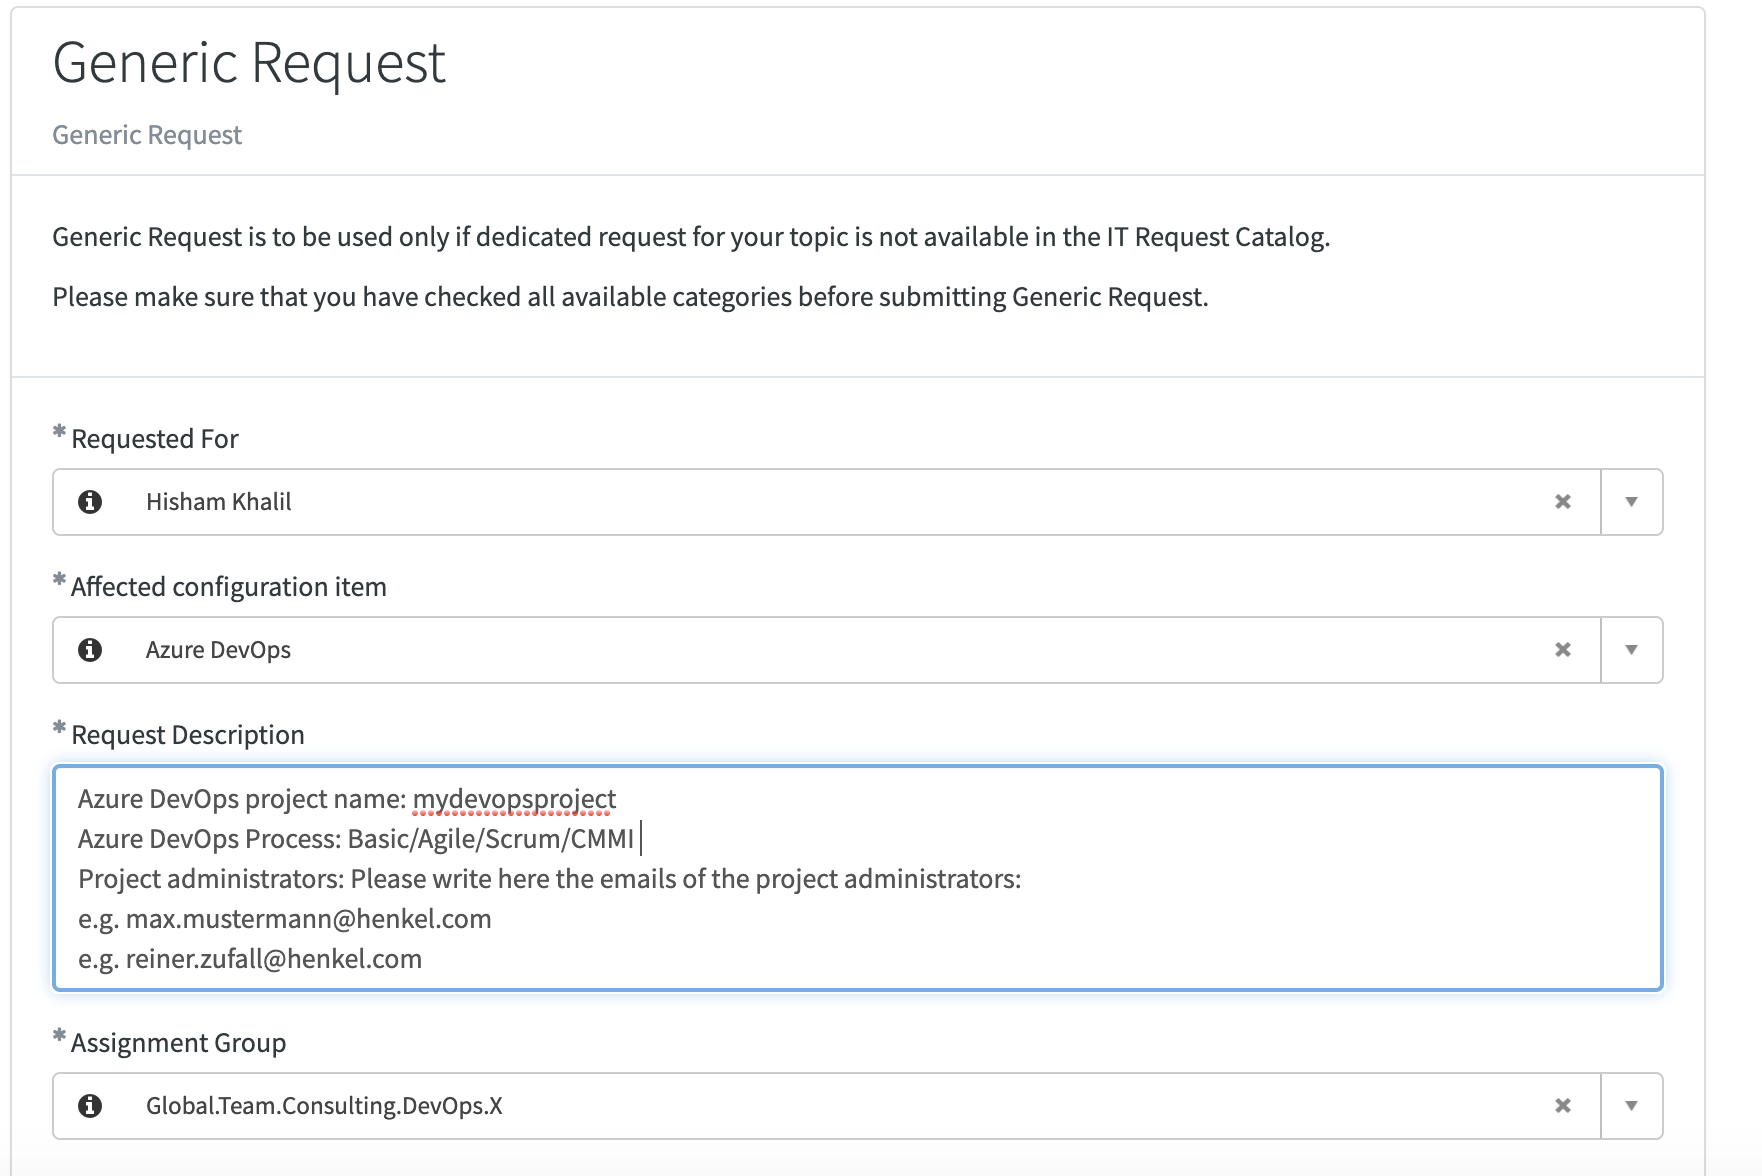 Generic Request
Generic Request
Generic Request is to be used only if dedicated request for your topic is not available in the IT Request Catalog.
Please make sure that you have checked all available categories before submitting Generic Request.
* Requested For
Hisham Khalil
* Affected configuration item
Azure DevOps
* Request Description
Azure DevOps project name: mydevopsproject
Azure DevOps Process: Basic/Agile/Scrum/CMMI
Project administrators: Please write here the emails of the project administrators:
e.g. max.mustermann@henkel.com
e.g. reiner.zufall@henkel.com
* Assignment Group
Global.Team.Consulting.DevOps.X